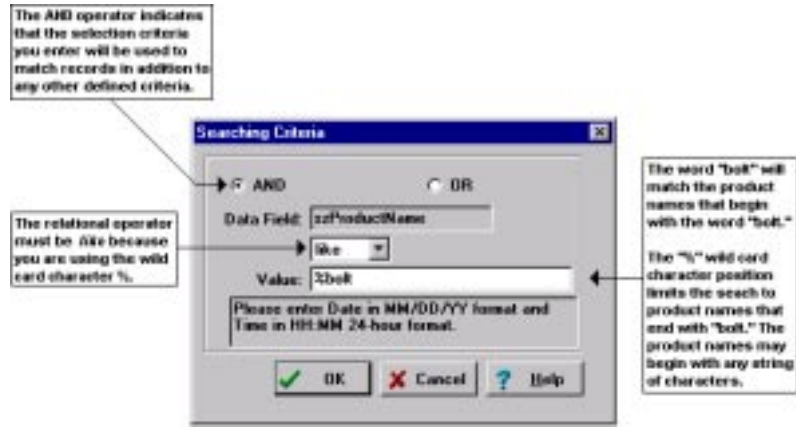 The AND operator indicates
that the selection criteria
you enter will be used to
match records in addition to
any other defined criteria.
Searching Criteria
AND
OR
Data Field:
szProductName
like
Value:
%bolt
Please enter Date in MM/DD/YY format and
Time in HH:MM 24-hour format.
OK
Cancel
Help
The relational operator
must be like because
you are using the wild
card character %.
The word "bolt" will
match the product
names that begin
with the word "bolt."
The "%" wild card
character position
limits the seach to
product names that
end with "bolt." The
product names may
begin with any string
of characters.